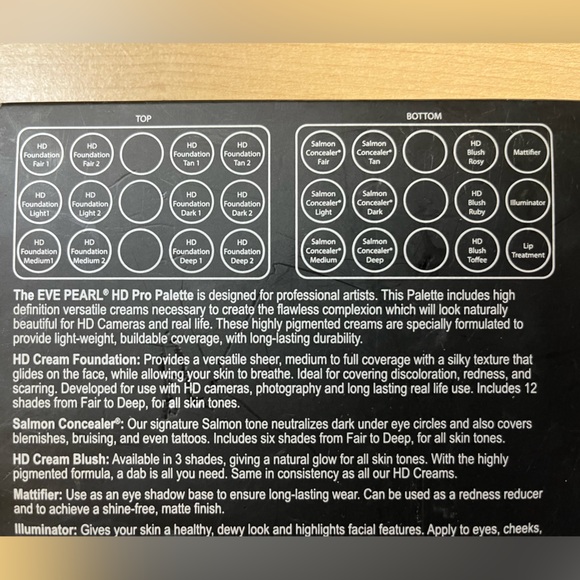 TOP
BOTTOM
HD Foundation Fair 1
HD Foundation Fair 2
HD Foundation Tan 1
HD Foundation Tan 2
Salmon Concealer® Fair
Salmon Concealer® Tan
HD Blush Rosy
Mattifier
HD Foundation Light1
HD Foundation Light 2
HD Foundation Dark 1
HD Foundation Dark 2
Salmon Concealer® Light
Salmon Concealer® Dark
HD Blush Ruby
Illuminator
HD Foundation Medium1
HD Foundation Medium 2
HD Foundation Deep 1
HD Foundation Deep 2
Salmon Concealer® Medium
Salmon Concealer® Deep
HD Blush Toffee
Lip Treatment
The EVE PEARL® HD Pro Palette is designed for professional artists. This Palette includes high
definition versatile creams necessary to create the flawless complexion which will look naturally
beautiful for HD Cameras and real life. These highly pigmented creams are specially formulated to
provide light-weight, buildable coverage, with long-lasting durability.
HD Cream Foundation: Provides a versatile sheer, medium to full coverage with a silky texture that
glides on the face, while allowing your skin to breathe. Ideal for covering discoloration, redness, and
scarring. Developed for use with HD cameras, photography and long lasting real life use. Includes 12
shades from Fair to Deep, for all skin tones.
Salmon Concealer®: Our signature Salmon tone neutralizes dark under eye circles and also covers
blemishes, bruising, and even tattoos. Includes six shades from Fair to Deep, for all skin tones.
HD Cream Blush: Available in 3 shades, giving a natural glow for all skin tones. With the highly
pigmented formula, a dab is all you need. Same in consistency as all our HD Creams.
Mattifier: Use as an eye shadow base to ensure long-lasting wear. Can be used as a redness reducer
and to achieve a shine-free, matte finish.
Illuminator: Gives your skin a healthy, dewy look and highlights facial features. Apply to eyes, cheeks,